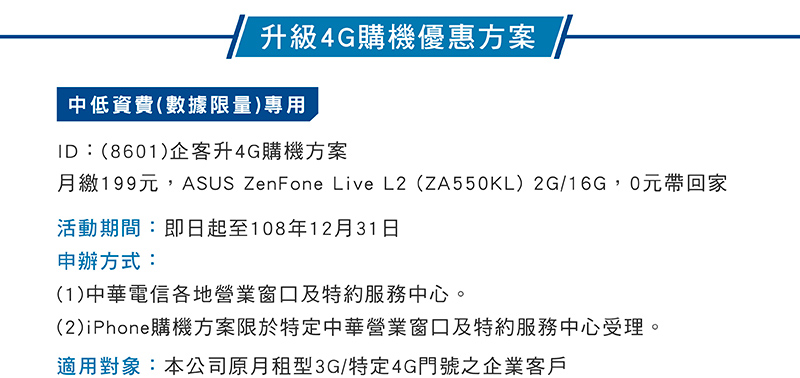 升級4G購機優惠方案
中低資費(數據限量)專用
ID：(8601)企客升4G購機方案
月繳199元，ASUS ZenFone Live L2 (ZA550KL) 2G/16G，0元帶回家
活動期間：即日起至108年12月31日
申辦方式：
(1)中華電信各地營業窗口及特約服務中心。
(2)iPhone購機方案限於特定中華營業窗口及特約服務中心受理。
適用對象：本公司原月租型3G/特定4G門號之企業客戶